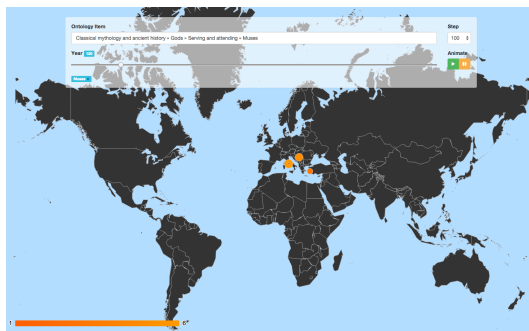 Ontology Item
Step
Classical mythology and ancient history • Gods • Serving and attending • Muses
100
Year 100
Animate
Muses
1
6+